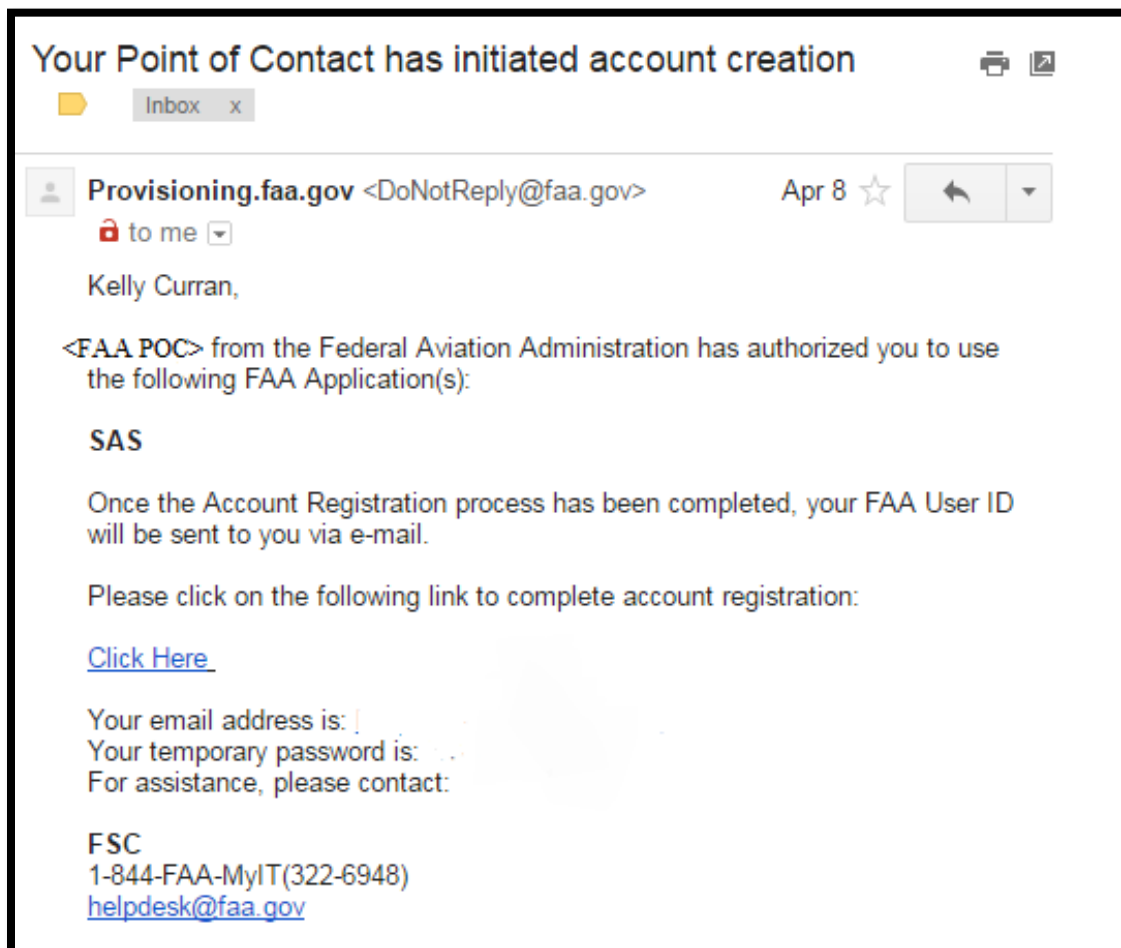 Your Point of Contact has initiated account creation
Inbox x
Provisioning.faa.gov <DoNotReply@faa.gov> Apr 8
to me
Kelly Curran,
<FAA POC> from the Federal Aviation Administration has authorized you to use
the following FAA Application(s):
SAS
Once the Account Registration process has been completed, your FAA User ID
will be sent to you via e-mail.
Please click on the following link to complete account registration:
Click Here
Your email address is:
Your temporary password is:
For assistance, please contact:
FSC
1-844-FAA-MyIT(322-6948)
helpdesk@faa.gov